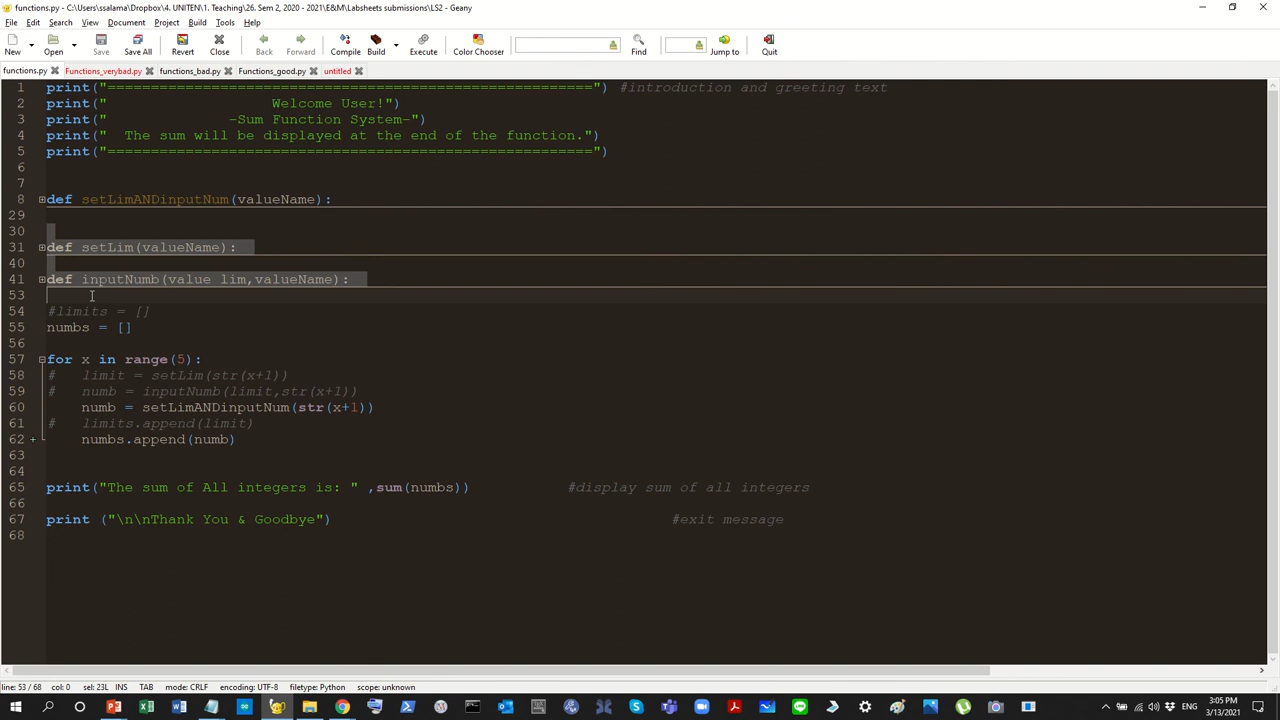 functions.py - C:\Users\ssalama\Dropbox\4. UNITEN\1. Teaching\26. Sem 2, 2020 - 2021\E&M\Labsheets submissions\LS2 - Geany
File Edit Search View Document Project Build Tools Help
New Open Save Save All Revert Close Back Forward Compile Build Execute Color Chooser Find Jump to Quit
functions.py Functions_verybad.py functions_bad.py Functions_good.py untitled
1 print("========================================================") #introduction and greeting text
2 print("                   Welcome User!")
3 print("              -Sum Function System-")
4 print("  The sum will be displayed at the end of the function.")
5 print("========================================================")
6
7
8 def setLimANDinputNum(valueName):
29
30
31 def setLim(valueName):
40
41 def inputNumb(value_lim,valueName):
53
54 #limits = []
55 numbs = []
56
57 for x in range(5):
58 #   limit = setLim(str(x+1))
59 #   numb = inputNumb(limit,str(x+1))
60     numb = setLimANDinputNum(str(x+1))
61 #   limits.append(limit)
62     numbs.append(numb)
63
64
65 print("The sum of All integers is: " ,sum(numbs))           #display sum of all integers
66
67 print ("\n\nThank You & Goodbye")                                       #exit message
68
line: 53 / 68 col: 0 sel: 23L INS TAB mode: CRLF encoding: UTF-8 filetype: Python scope: unknown
3:05 PM
ENG
3/13/2021